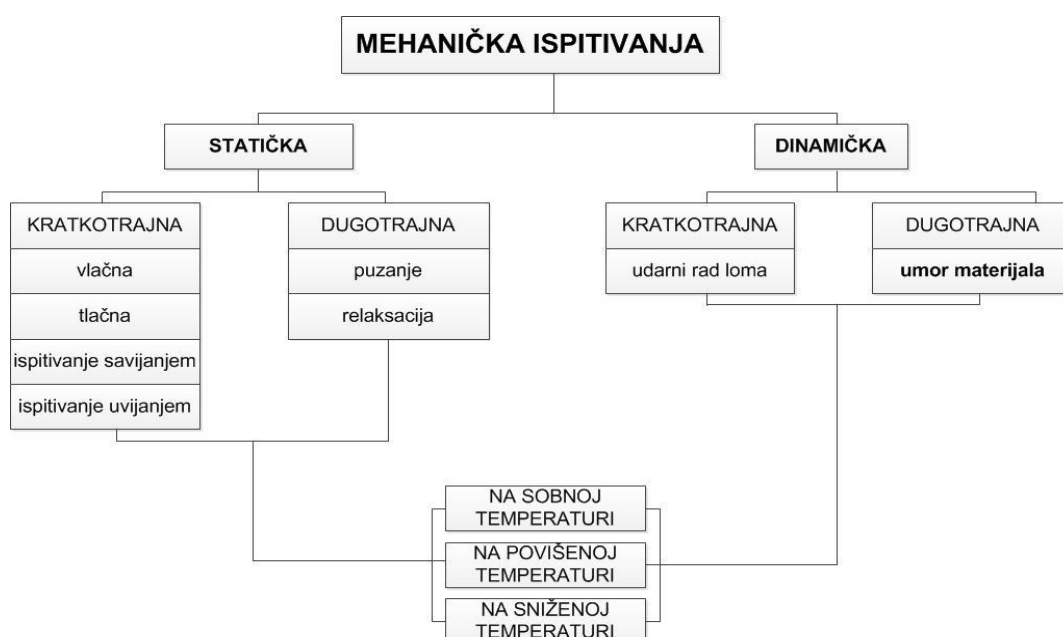 MEHANIČKA ISPITIVANJA
STATIČKA
DINAMIČKA
KRATKOTRAJNA
vlačna
tlačna
ispitivanje savijanjem
ispitivanje uvijanjem
DUGOTRAJNA
puzanje
relaksacija
KRATKOTRAJNA
udarni rad loma
DUGOTRAJNA
umor materijala
NA SOBNOJ
TEMPERATURI
NA POVIŠENOJ
TEMPERATURI
NA SNIŽENOJ
TEMPERATURI